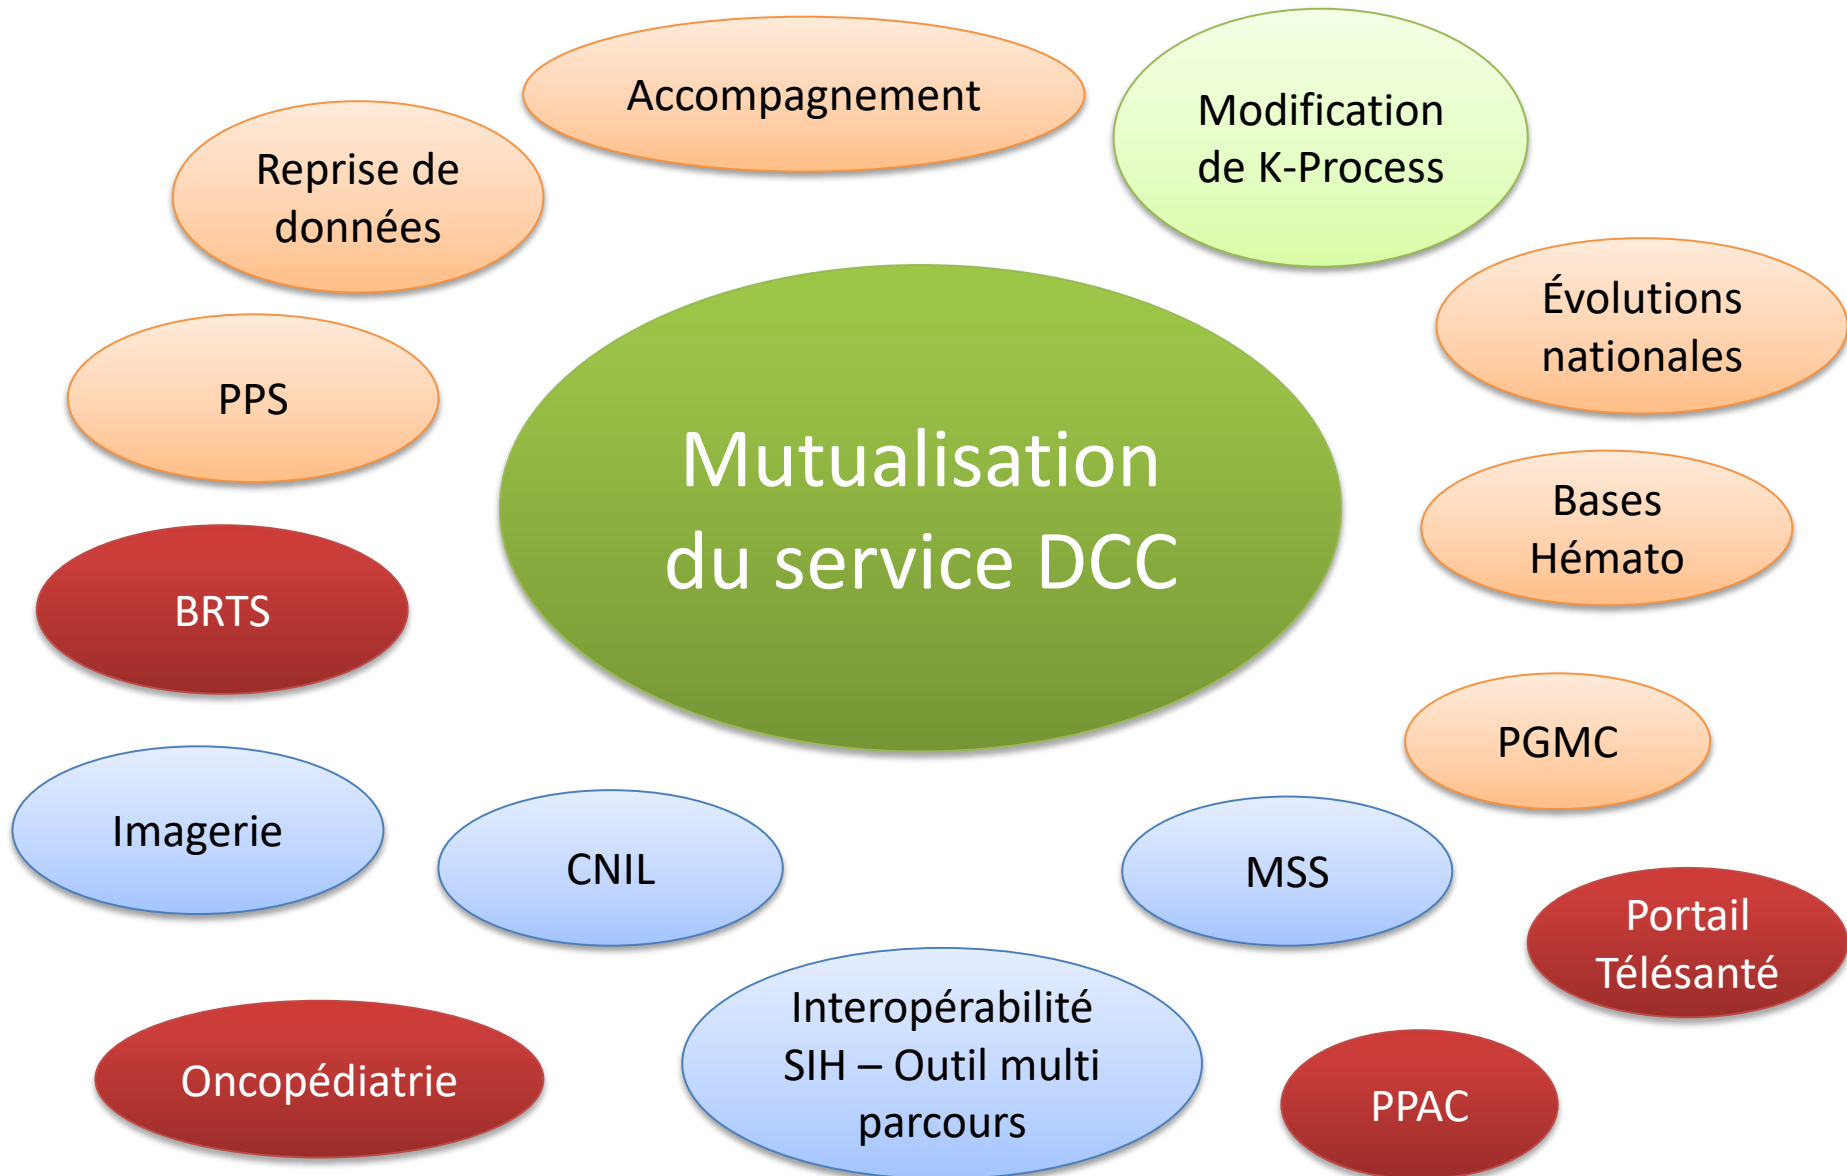 Accompagnement
Modification
de K-Process
Reprise de
données
Évolutions
nationales
PPS
Mutualisation
du service DCC
Bases
Hémato
BRTS
PGMC
Imagerie
CNIL
MSS
Portail
Télésanté
Interopérabilité
SIH – Outil multi
parcours
Oncopédiatrie
PPAC